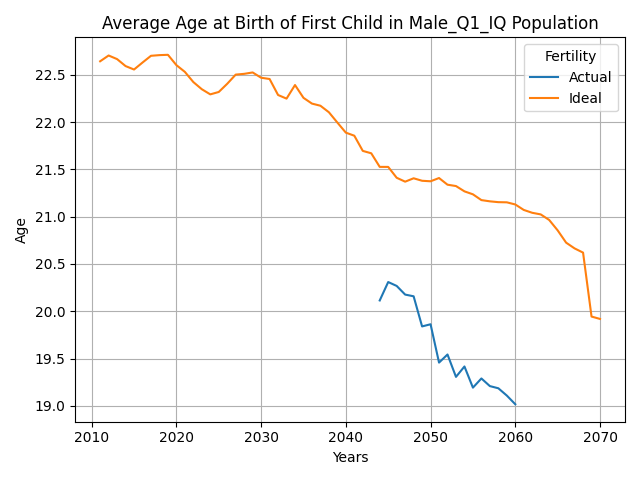 Average Age at Birth of First Child in Male_Q1_IQ Population
Fertility
Actual
Ideal
22.5
22.0
21.5
21.0
20.5
20.0
19.5
19.0
Age
2010 2020 2030 2040 2050 2060 2070
Years